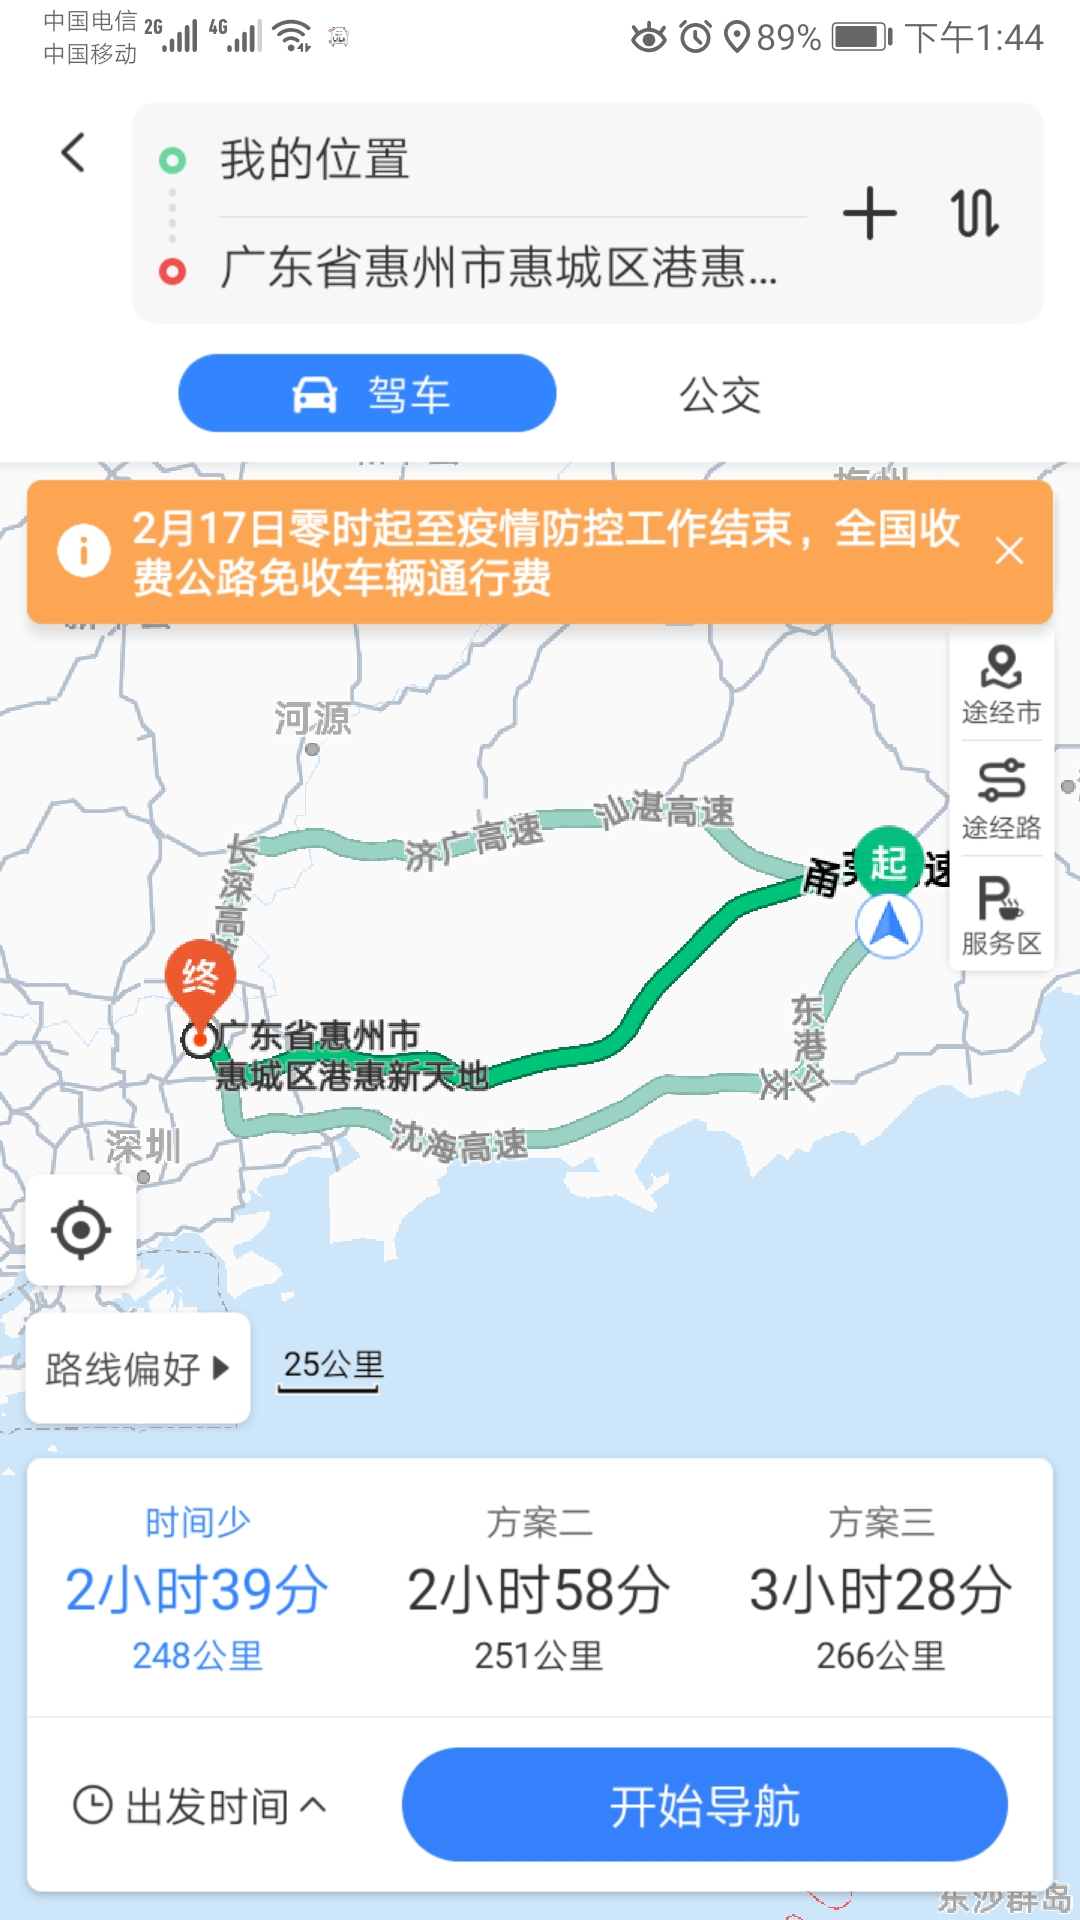 中国电信 2G 4G
中国移动
89% 下午1:44
我的位置
广东省惠州市惠城区港惠...
驾车
公交
2月17日零时起至疫情防控工作结束，全国收
费公路免收车辆通行费
途经市
途经路
服务区
河源
长深高速
济广高速
汕湛高速
甬莞高速
起
终
广东省惠州市
惠城区港惠新天地
东港公交
沈海高速
深圳
路线偏好
25公里
时间少
2小时39分
248公里
方案二
2小时58分
251公里
方案三
3小时28分
266公里
出发时间
开始导航
东沙群岛